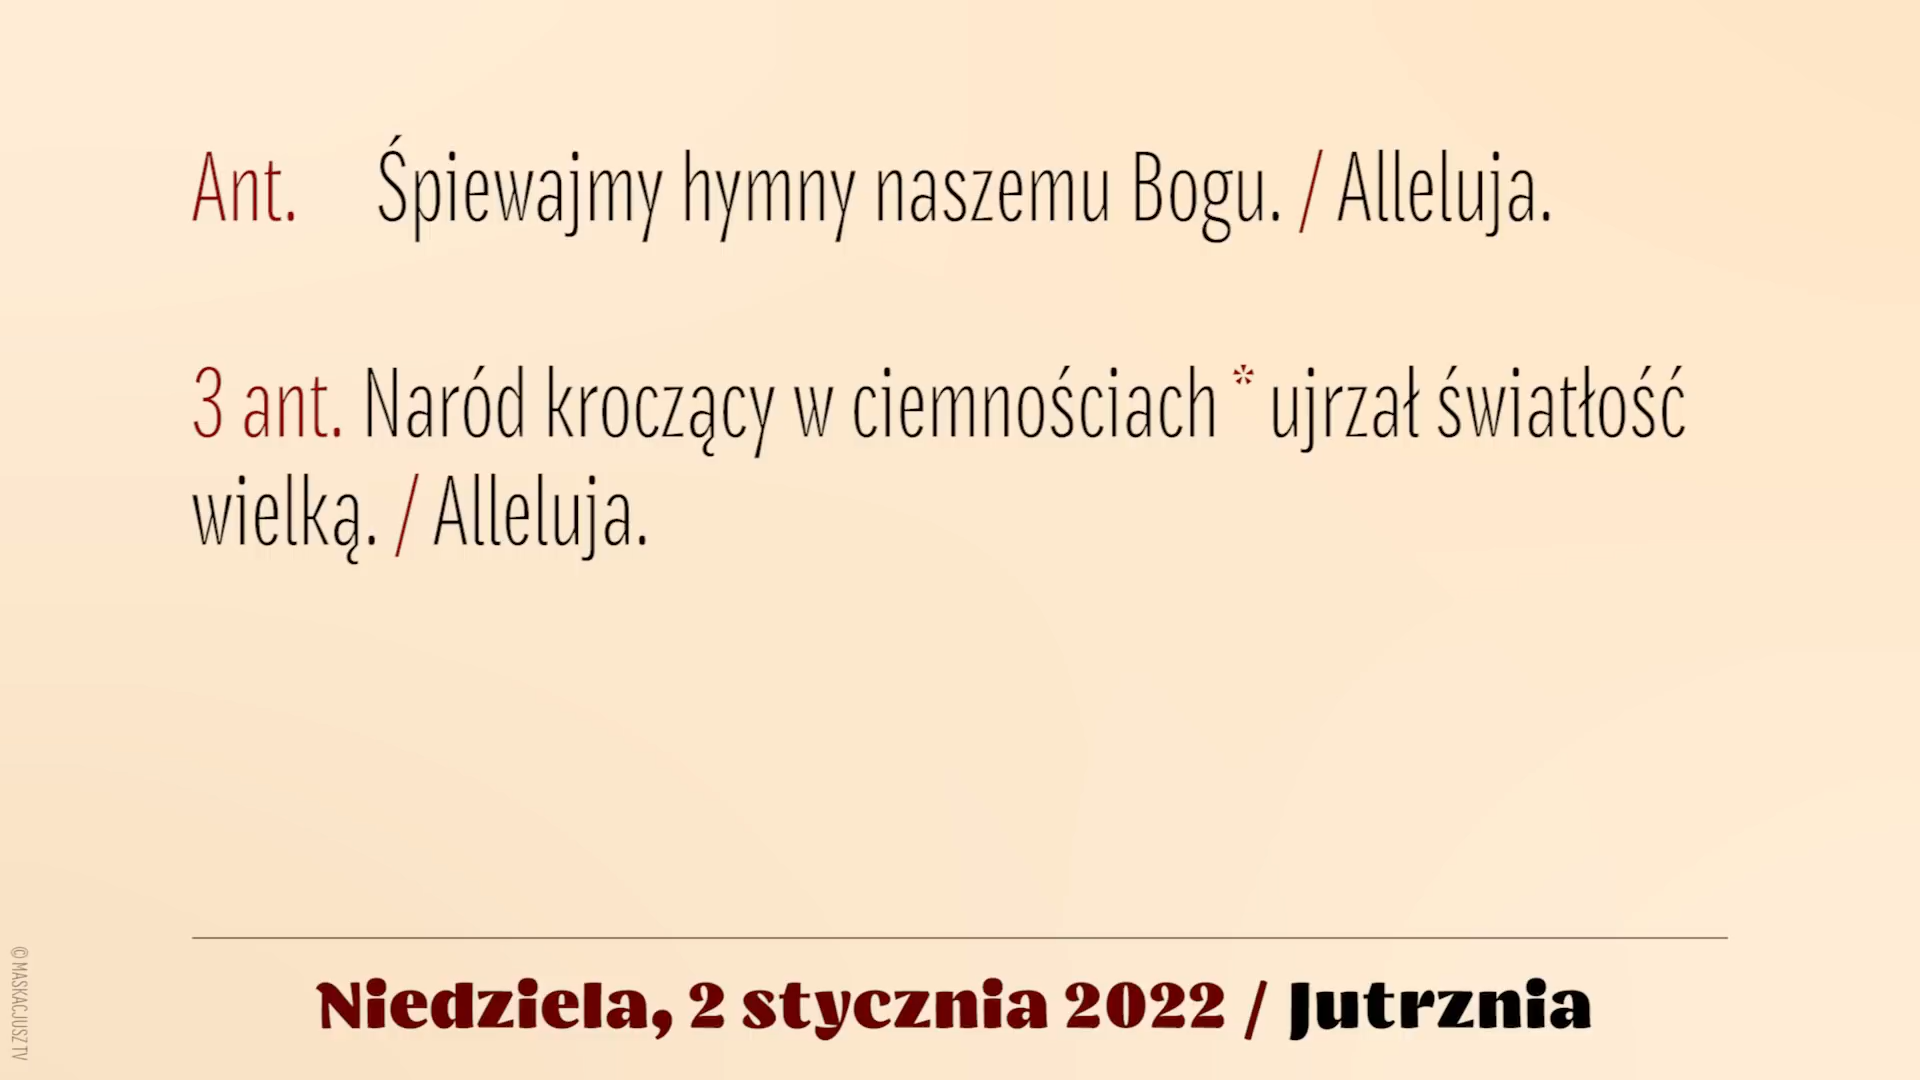 Ant. Śpiewajmy hymny naszemu Bogu. / Alleluja.
3 ant. Naród kroczący w ciemnościach * ujrzał światłość
wielką. / Alleluja.
Niedziela, 2 stycznia 2022 / Jutrznia
© MASKACJUSZ TV